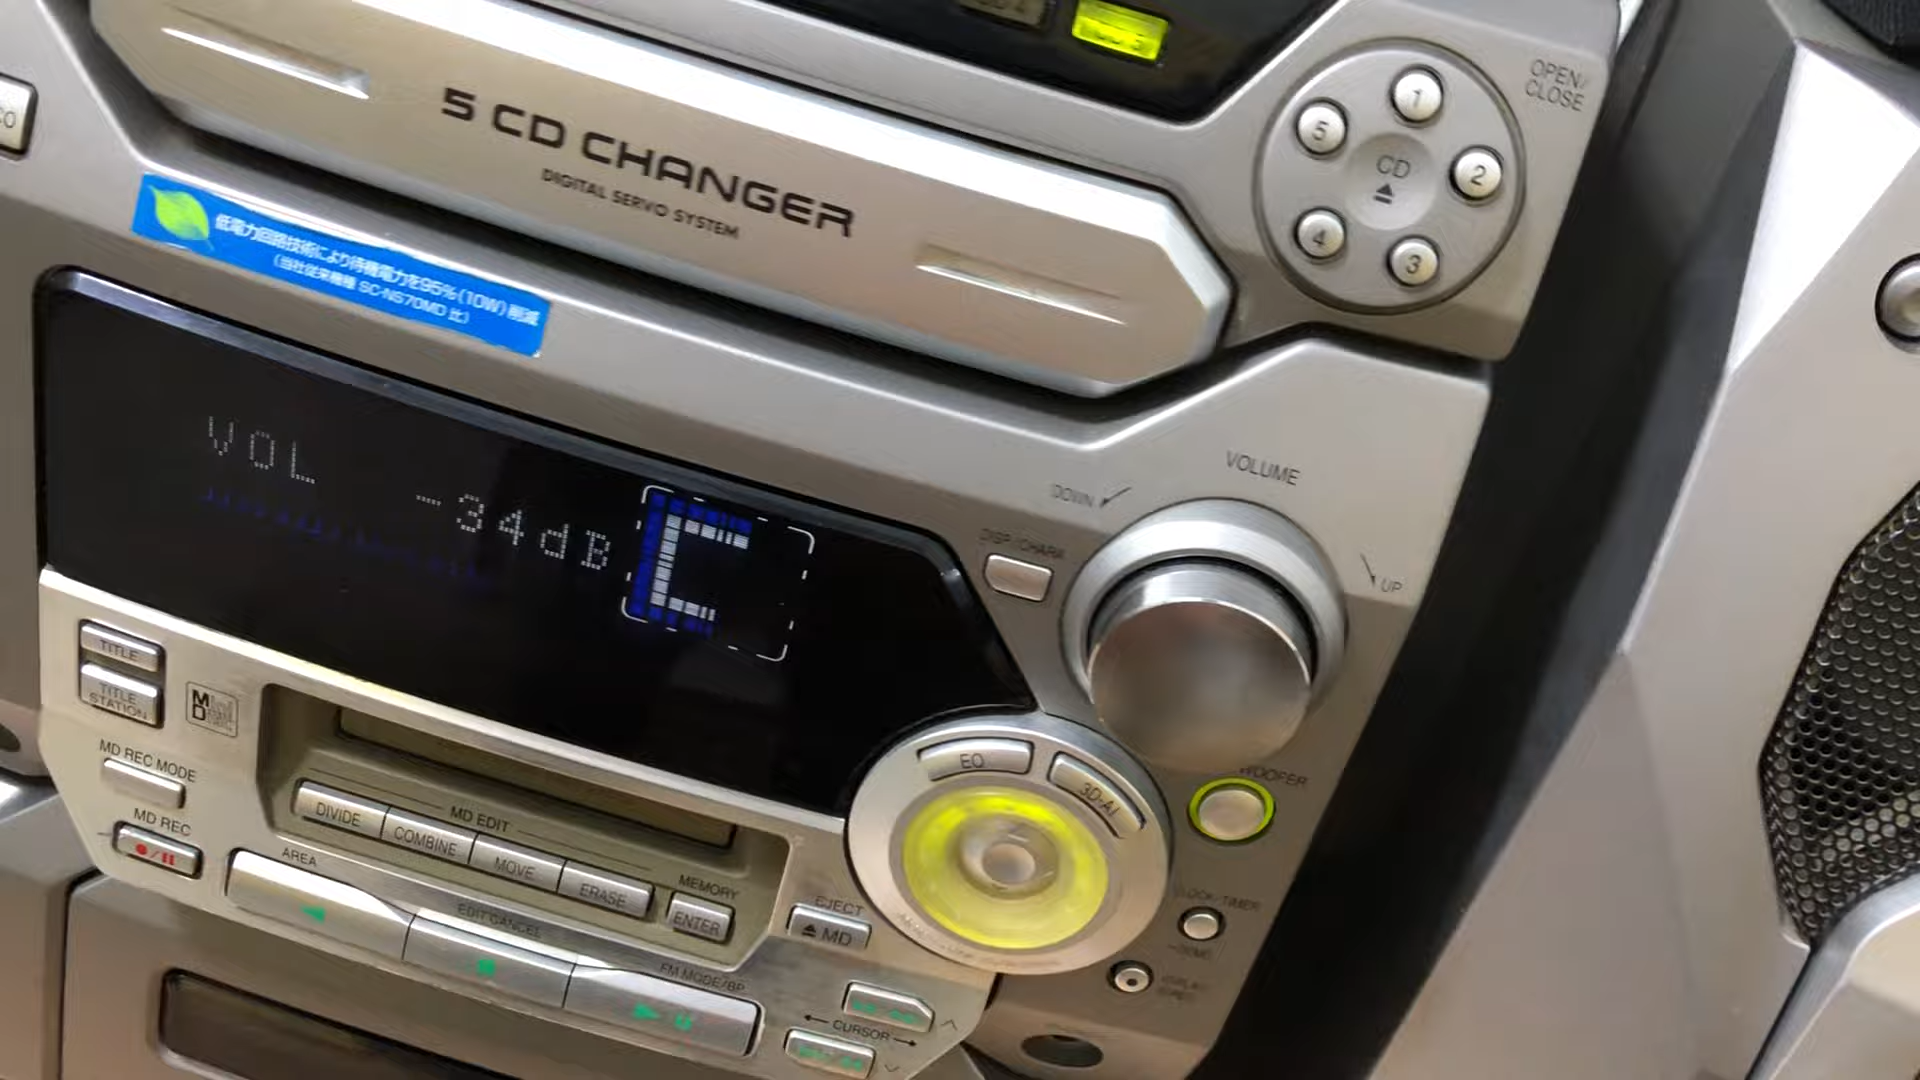 OPEN/
CLOSE
1
2
3
4
5
CD
5 CD CHANGER
DIGITAL SERVO SYSTEM
低電力回路技術により待機電力を95%(10W)削減
(当社従来機種 SC-NS70MD 比)
VOL -34dB
VOLUME
DOWN
UP
DISP/CHARA
TITLE
TITLE
STATION
MD REC MODE
MD REC
DIVIDE
COMBINE
MD EDIT
MOVE
ERASE
MEMORY
ENTER
AREA
EDIT CANCEL
FM MODE/BP
EJECT
MD
EQ
3D-AI
WOOFER
CLOCK/TIMER
CURSOR